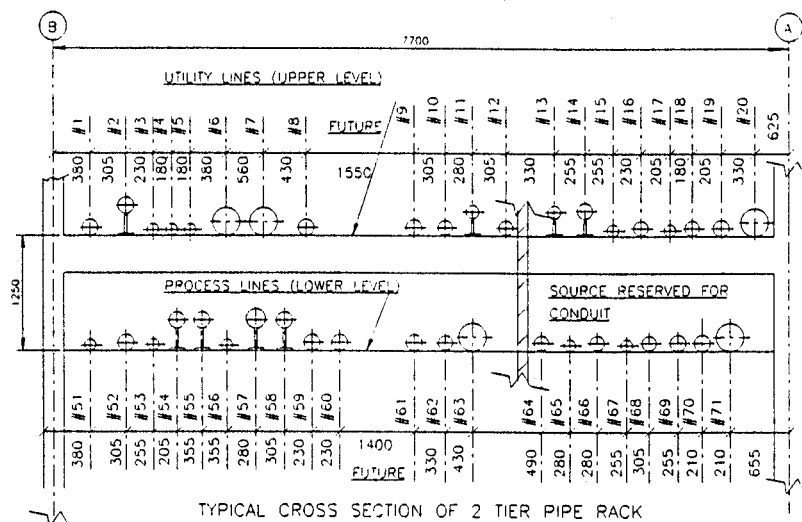 B
7700
A
UTILITY LINES (UPPER LEVEL)
#1 #2 #3 #4 #5 #6 #7 #8 FUTURE #9 #10 #11 #12 #13 #14 #15 #16 #17 #18 #19 #20 625
380 305 230 180 180 380 560 430 1550 305 280 305 330 255 255 230 205 180 205 330
1250
PROCESS LINES (LOWER LEVEL)
SOURCE RESERVED FOR
CONDUIT
#51 #52 #53 #54 #55 #56 #57 #58 #59 #60 #61 #62 #63 #64 #65 #66 #67 #68 #69 #70 #71
380 305 255 205 355 355 280 305 230 230 1400 330 430 490 280 280 255 305 255 210 210 655
FUTURE
TYPICAL CROSS SECTION OF 2 TIER PIPE RACK